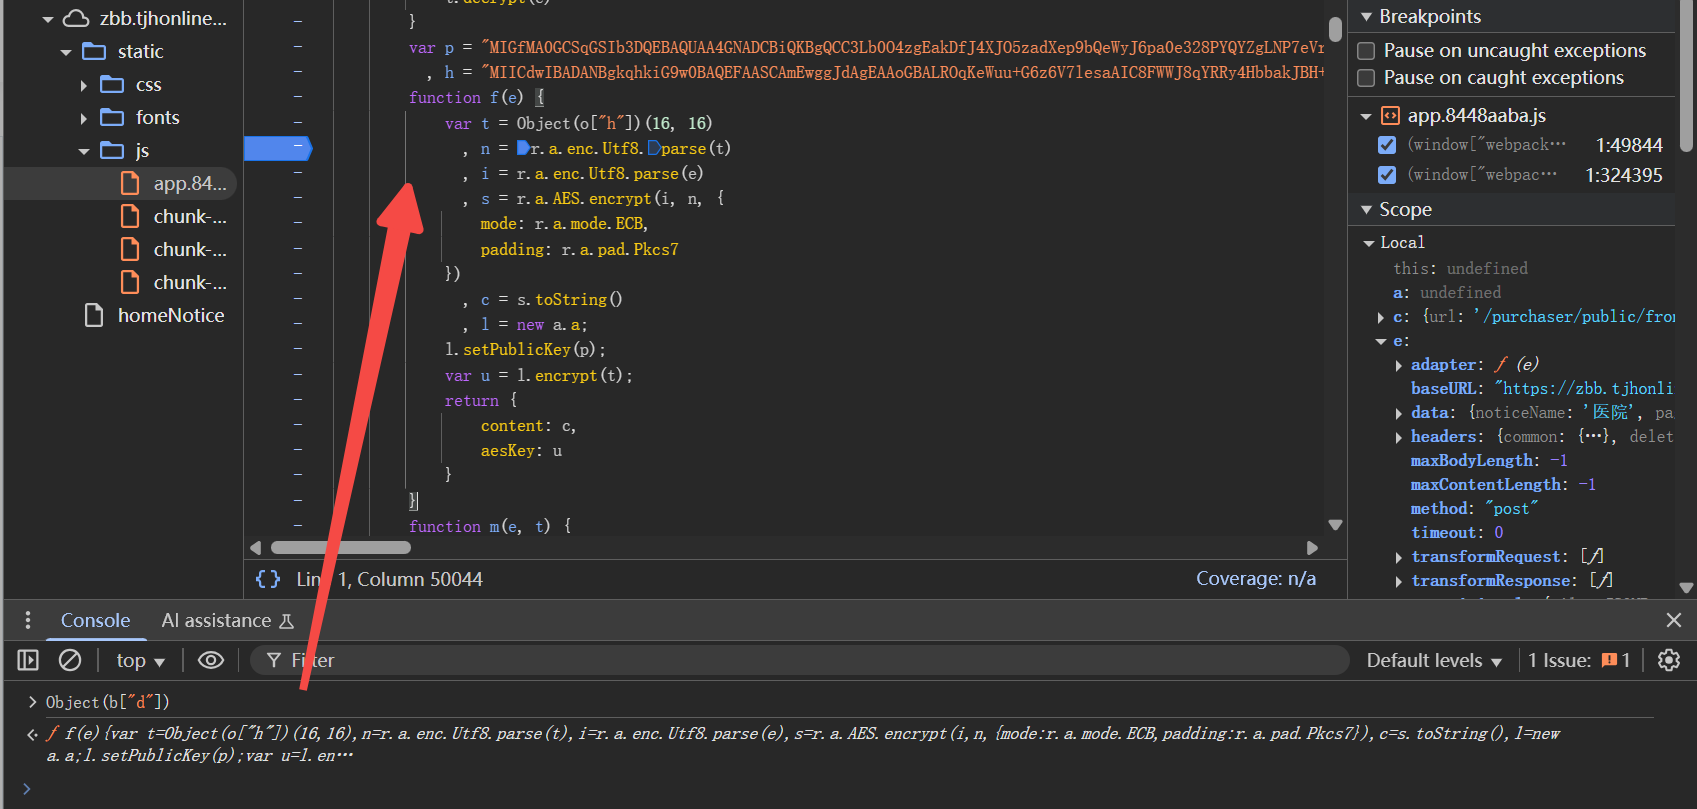 zbb.tjhonline...
static
css
fonts
js
app.84...
chunk-...
chunk-...
chunk-...
homeNotice
}
var p = "MIGfMA0GCSqGSIb3DQEBAQUAA4GNADCBiQKBgQCC3Lb0O4zgEakDfJ4XJO5zadXep9bQeWyJ6pa0e328PYQYZgLNP7eVr
, h = "MIICdwIBADANBgkqhkiG9w0BAQEFAASCAmEwggJdAgEAAoGBALROqKeWuu+G6z6V7lesaAIC8FWWJ8qYRRy4HbbakJBH+
function f(e) {
var t = Object(o["h"])(16, 16)
, n = r.a.enc.Utf8.parse(t)
, i = r.a.enc.Utf8.parse(e)
, s = r.a.AES.encrypt(i, n, {
mode: r.a.mode.ECB,
padding: r.a.pad.Pkcs7
})
, c = s.toString()
, l = new a.a;
l.setPublicKey(p);
var u = l.encrypt(t);
return {
content: c,
aesKey: u
}
}
function m(e, t) {
{} Line 1, Column 50044
Coverage: n/a
Breakpoints
Pause on uncaught exceptions
Pause on caught exceptions
app.8448aaba.js
(window["webpack… 1:49844
(window["webpac… 1:324395
Scope
Local
this: undefined
a: undefined
c: {url: '/purchaser/public/fron
e:
adapter: ƒ (e)
baseURL: "https://zbb.tjhonli
data: {noticeName: '医院', pa
headers: {common: {…}, delet
maxBodyLength: -1
maxContentLength: -1
method: "post"
timeout: 0
transformRequest: [ƒ]
transformResponse: [ƒ]
Console AI assistance
top Filter Default levels 1 Issue: 1
Object(b["d"])
ƒ f(e){var t=Object(o["h"])(16,16),n=r.a.enc.Utf8.parse(t),i=r.a.enc.Utf8.parse(e),s=r.a.AES.encrypt(i,n,{mode:r.a.mode.ECB,padding:r.a.pad.Pkcs7}),c=s.toString(),l=new
a.a;l.setPublicKey(p);var u=l.en…